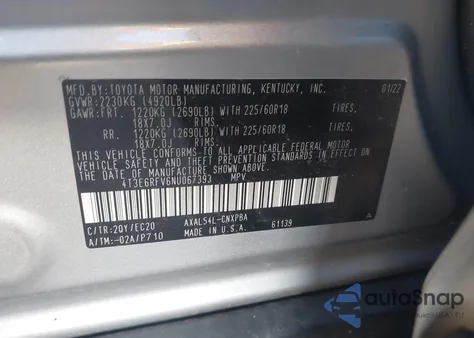 MFD.BY:TOYOTA MOTOR MANUFACTURING, KENTUCKY, INC. 01/22
GVWR:2230KG (4920LB)
GAWR:FRT. 1220KG (2690LB) WITH 225/60R18 TIRES,
18X7.0J RIMS.
RR. 1220KG (2690LB) WITH 225/60R18 TIRES,
18X7.0J RIMS.
THIS VEHICLE CONFORMS TO ALL APPLICABLE FEDERAL MOTOR
VEHICLE SAFETY AND BUMPER STANDARDS IN EFFECT ON THE
DATE OF MANUFACTURE SHOWN ABOVE.
4T3E6RFV6NU067393 MPV
C/TR:2QY/EC20 AXAL54L-CNXPBA
A/TM:-02A/P710 MADE IN U.S.A. 61139
autoSnap